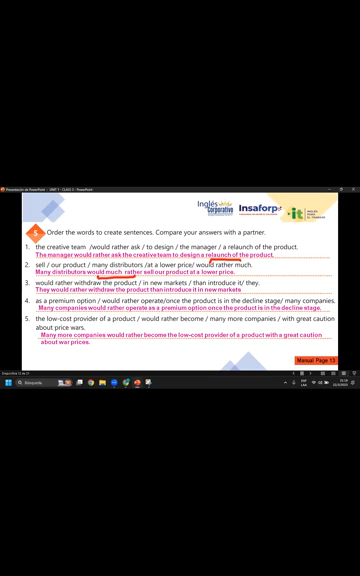 Presentación de PowerPoint - UNIT 1 - CLASS 5 - PowerPoint
Inglés
Corporativo
Insaforp
it
INGLÉS
PARA
EL TRABAJO
5 Order the words to create sentences. Compare your answers with a partner.
1. the creative team /would rather ask / to design / the manager / a relaunch of the product.
The manager would rather ask the creative team to design a relaunch of the product.
2. sell / our product / many distributors /at a lower price/ would rather much.
Many distributors would much rather sell our product at a lower price.
3. would rather withdraw the product / in new markets / than introduce it/ they.
They would rather withdraw the product than introduce it in new markets
4. as a premium option / would rather operate/once the product is in the decline stage/ many companies.
Many companies would rather operate as a premium option once the product is in the decline stage.
5. the low-cost provider of a product / would rather become / many more companies / with great caution
about price wars.
Many more companies would rather become the low-cost provider of a product with a great caution
about war prices.
Manual Page 13
Búsqueda
ESP